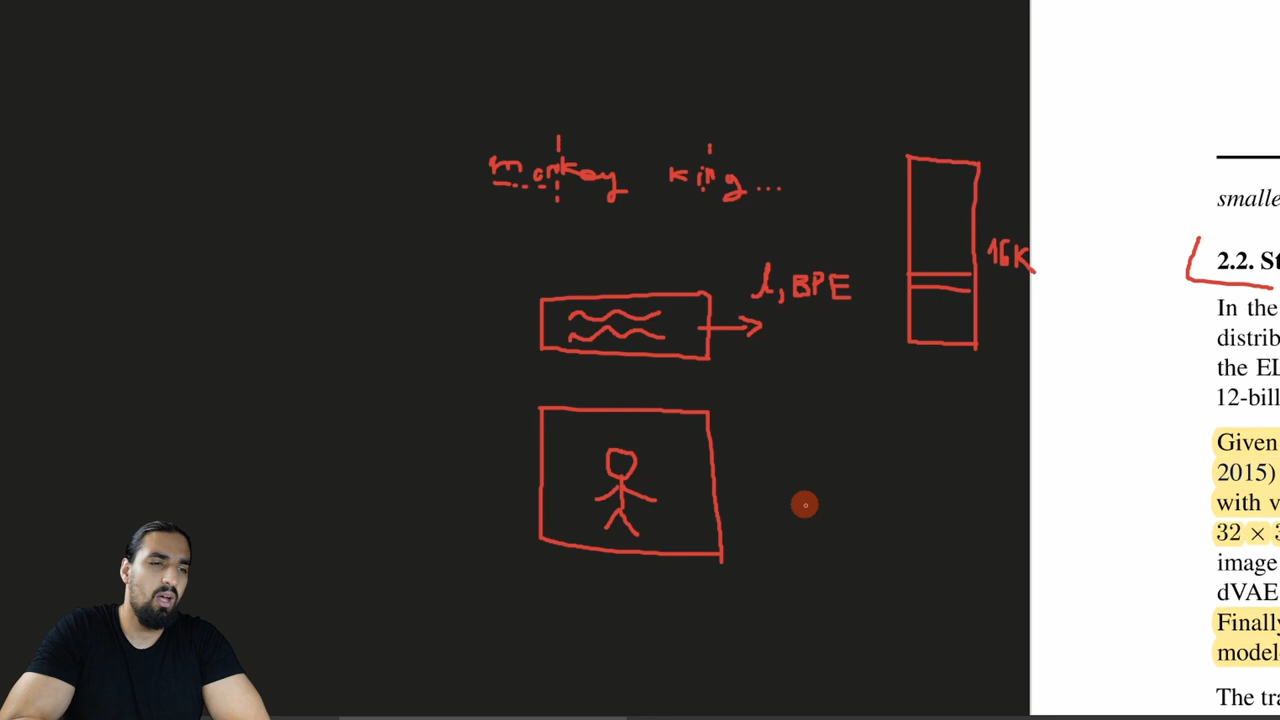 monkey king...
16K
l, BPE
smalle
2.2. St
In the
distrib
the EL
12-bill
Given
2015)
with v
32 × 3
image
dVAE
Finally
model
The tra